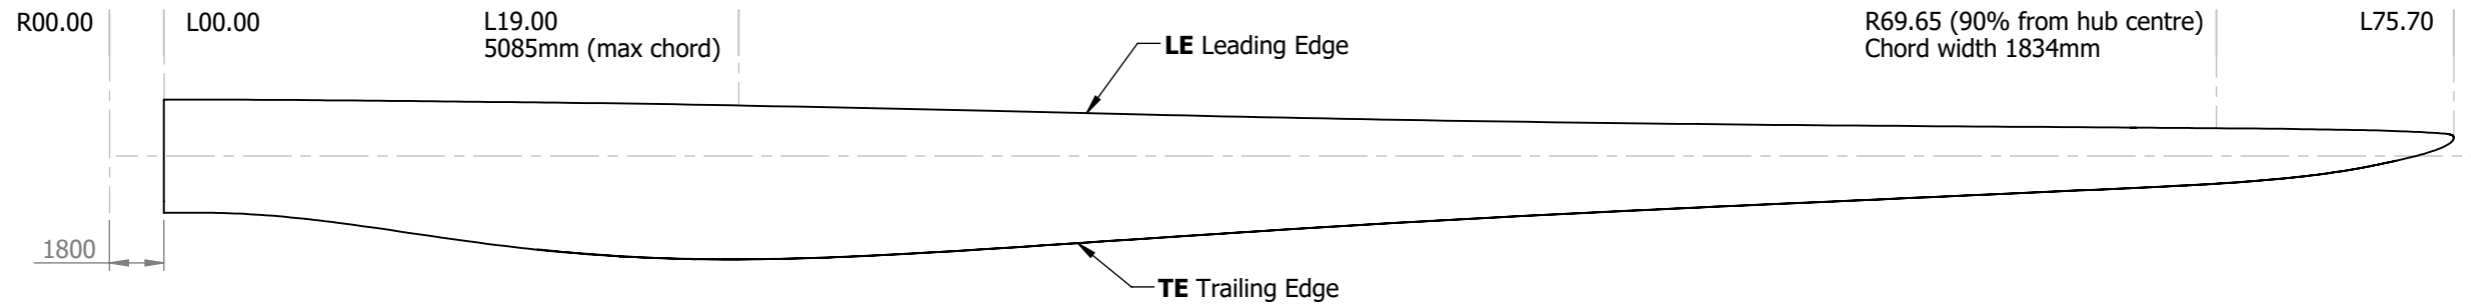 R00.00
L00.00
L19.00
5085mm (max chord)
LE Leading Edge
R69.65 (90% from hub centre)
Chord width 1834mm
L75.70
1800
TE Trailing Edge